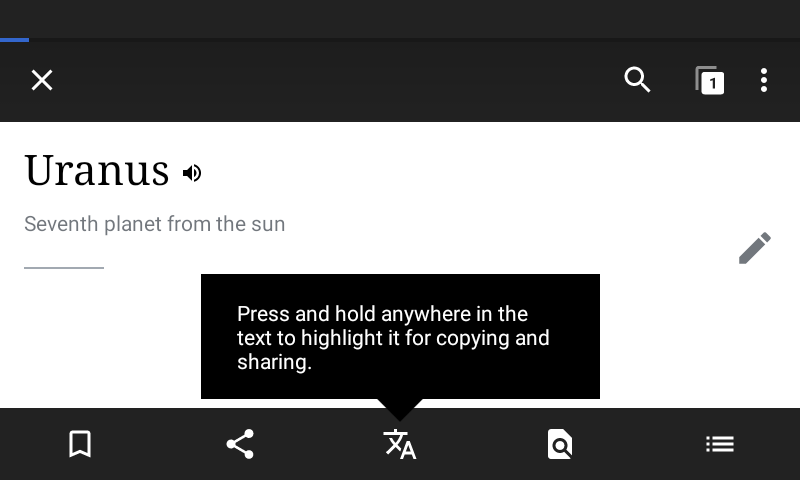 1
Uranus
Seventh planet from the sun
Press and hold anywhere in the
text to highlight it for copying and
sharing.